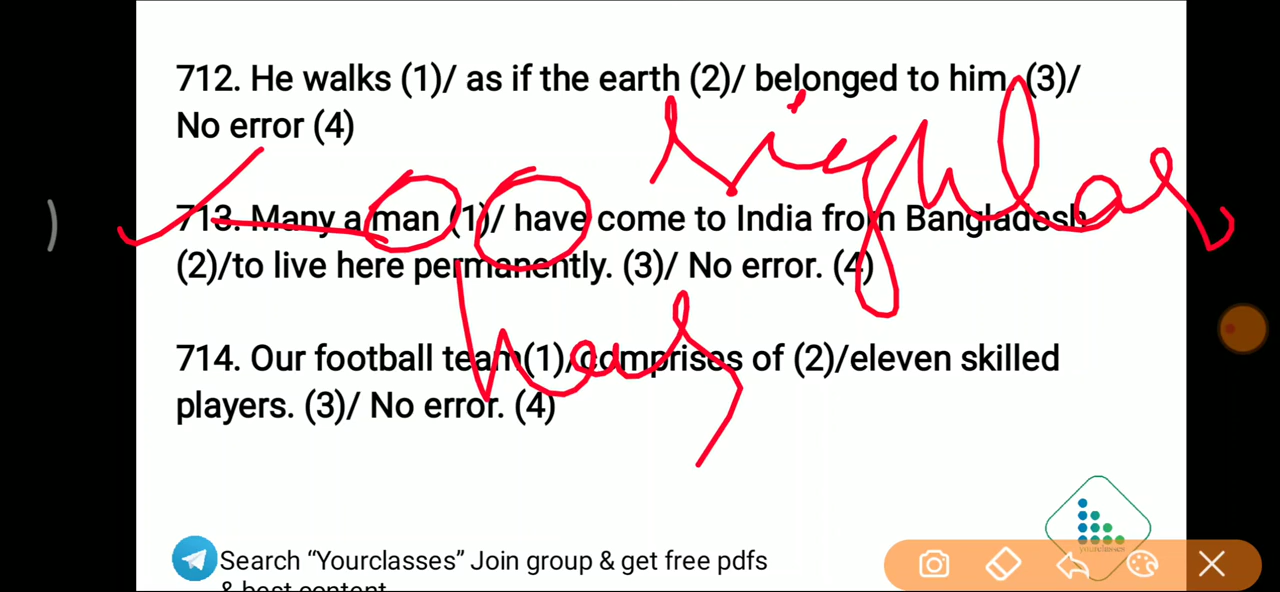 712. He walks (1)/ as if the earth (2)/ belonged to him. (3)/
No error (4)
singular
713. Many a man (1)/ have come to India from Bangladesh
(2)/to live here permanently. (3)/ No error. (4)
has
714. Our football team(1)/comprises of (2)/eleven skilled
players. (3)/ No error. (4)
Search “Yourclasses” Join group & get free pdfs
& best content
yourclasses